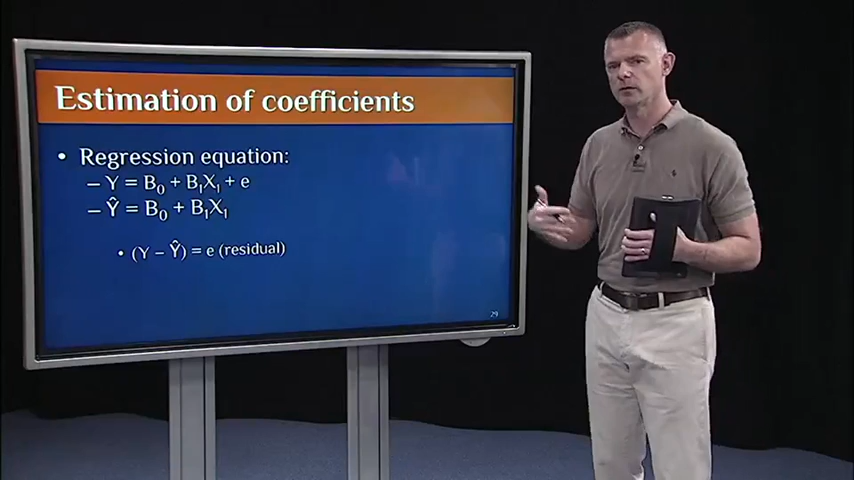 Estimation of coefficients
• Regression equation:
– Y = B₀ + B₁X₁ + e
– Ŷ = B₀ + B₁X₁
• (Y – Ŷ) = e (residual)
29